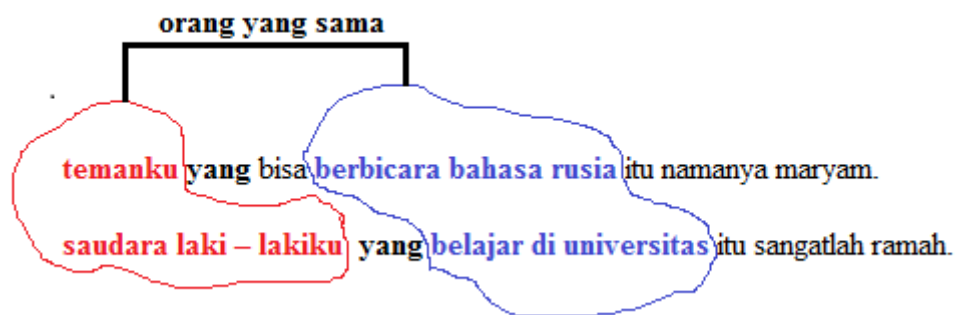 orang yang sama
temanku yang bisa berbicara bahasa rusia itu namanya maryam.
saudara laki – lakiku yang belajar di universitas itu sangatlah ramah.